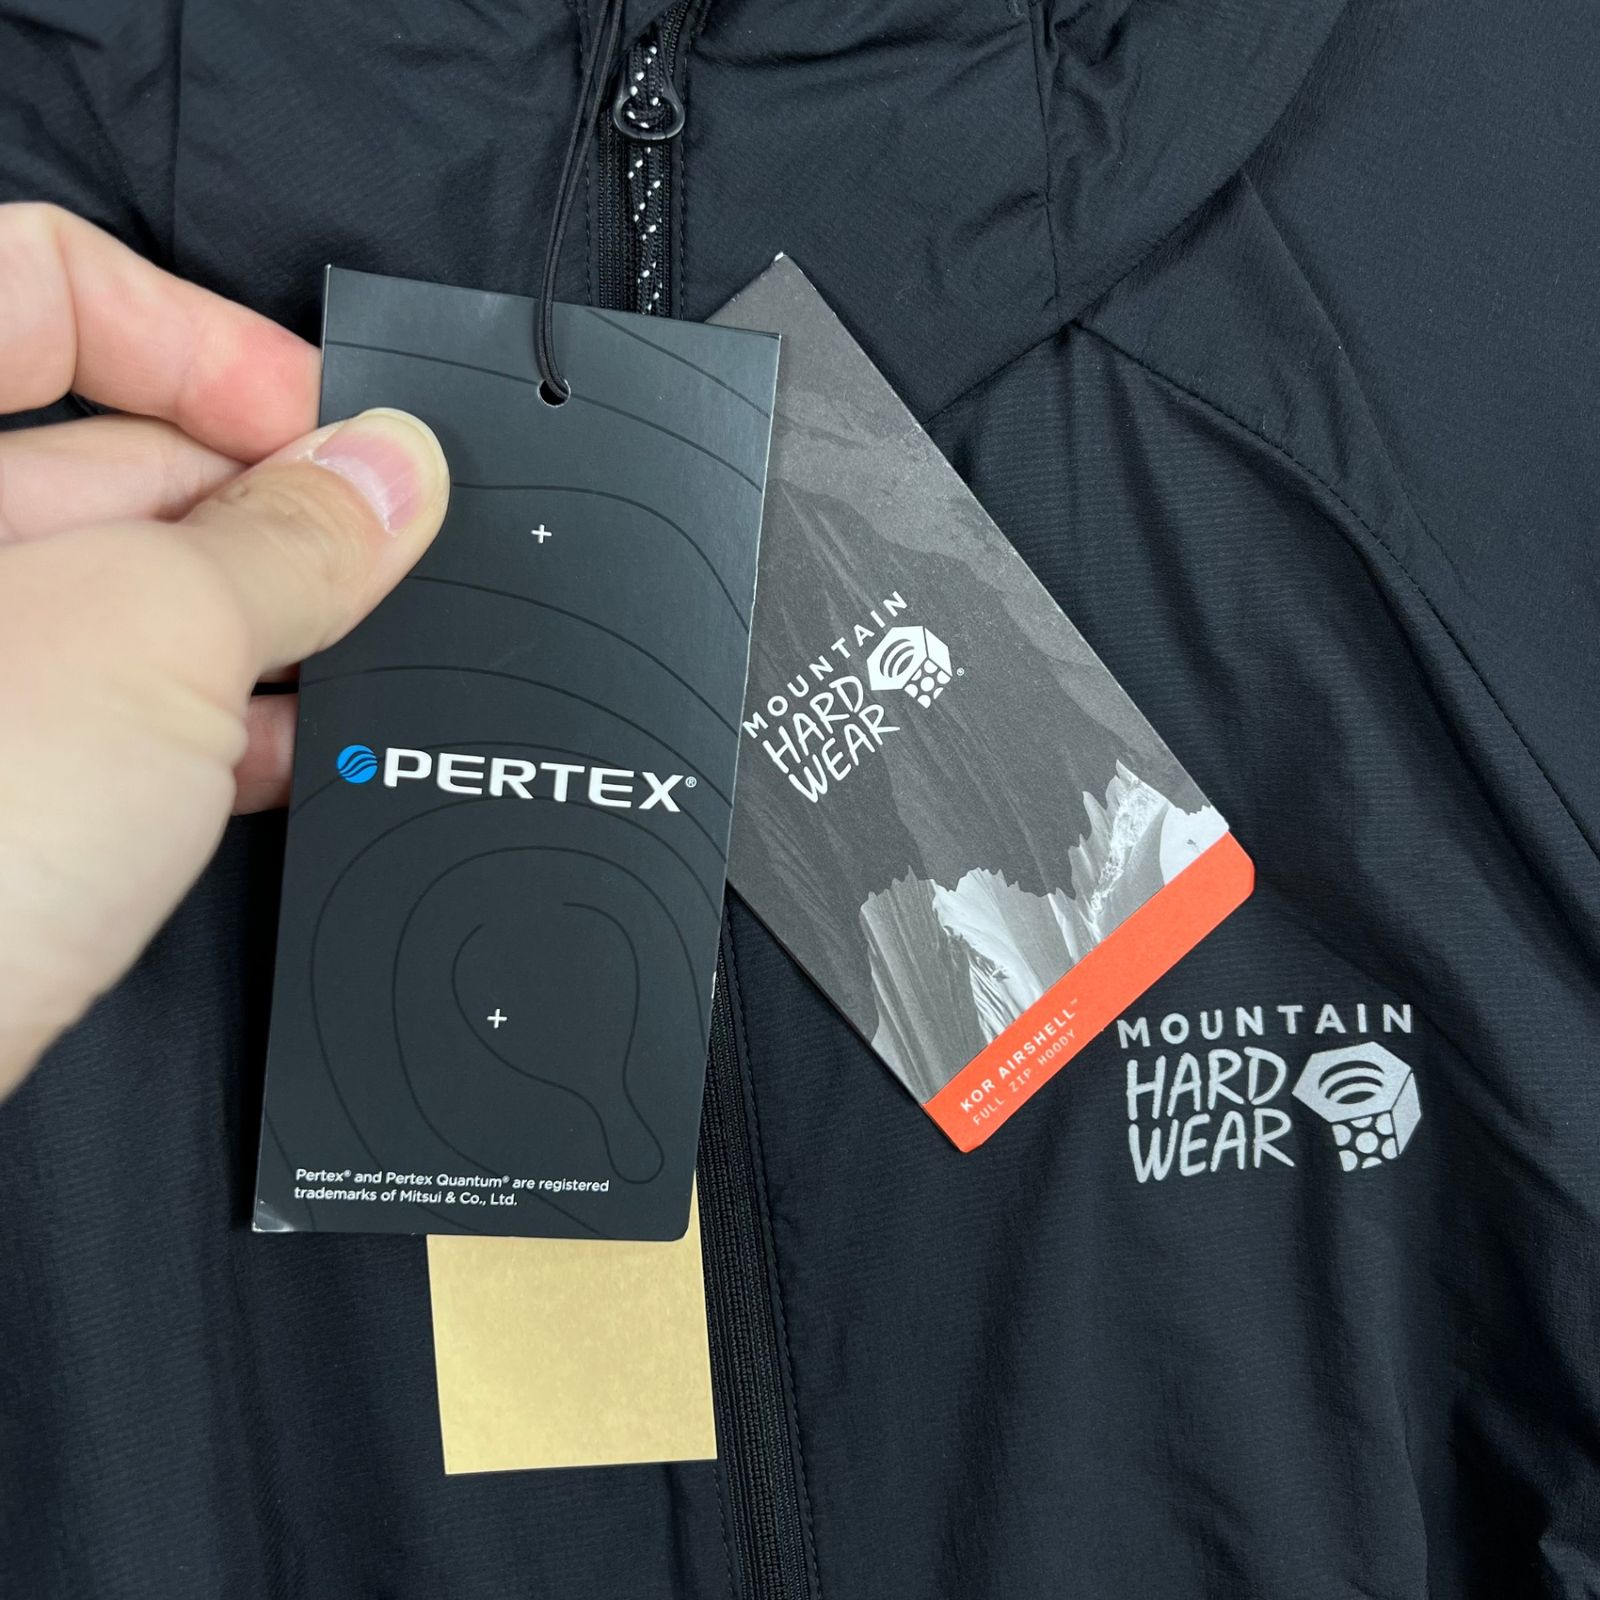 PERTEX®
Pertex® and Pertex Quantum® are registered
trademarks of Mitsui & Co., Ltd.
MOUNTAIN
HARD
WEAR
®
KOR AIRSHELL™
FULL ZIP HOODY
MOUNTAIN
HARD
WEAR